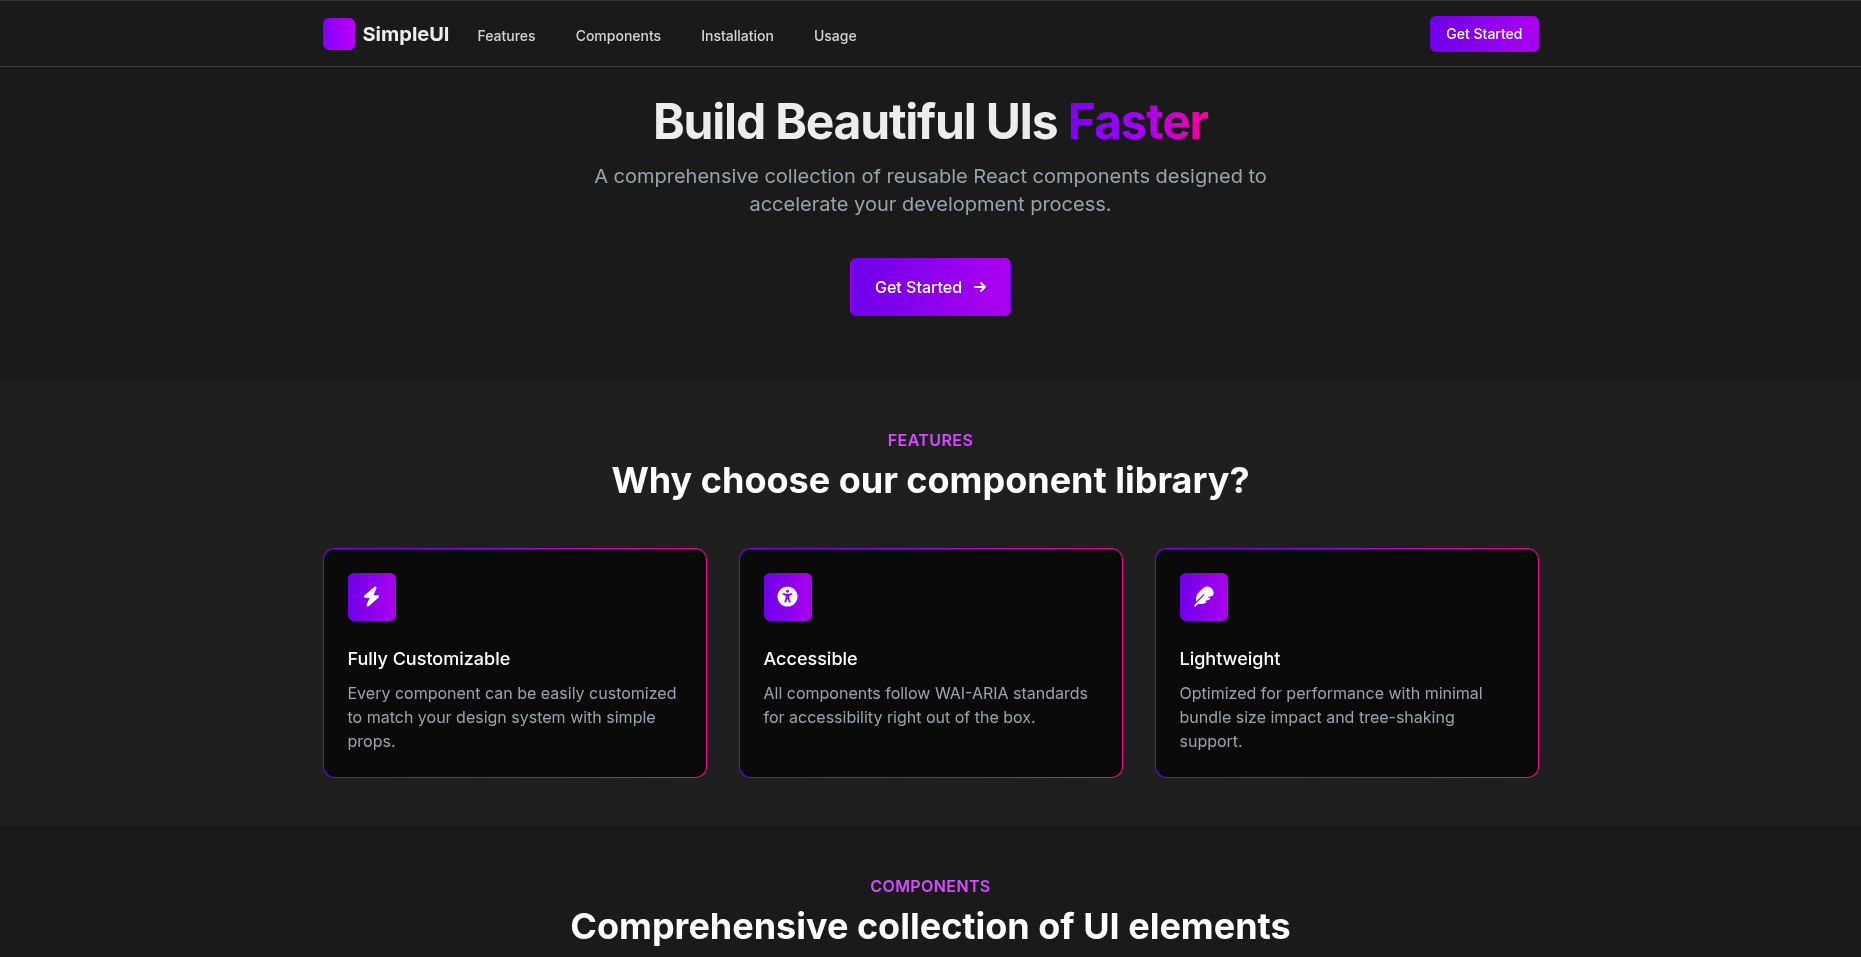 SimpleUI
Features
Components
Installation
Usage
Get Started
Build Beautiful UIs Faster
A comprehensive collection of reusable React components designed to
accelerate your development process.
Get Started
FEATURES
Why choose our component library?
Fully Customizable
Every component can be easily customized
to match your design system with simple
props.
Accessible
All components follow WAI-ARIA standards
for accessibility right out of the box.
Lightweight
Optimized for performance with minimal
bundle size impact and tree-shaking
support.
COMPONENTS
Comprehensive collection of UI elements